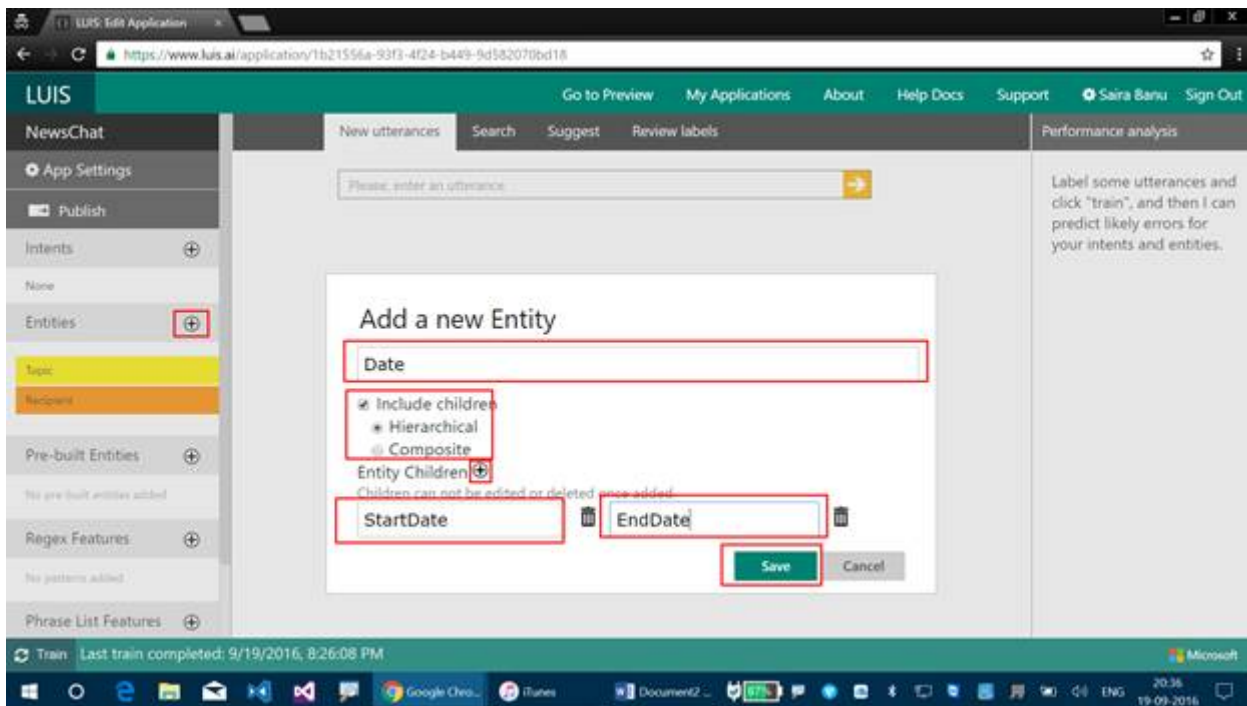 LUIS: Edit Application
https://www.luis.ai/application/1b21556a-93f3-4f24-b449-9d582070bd18
LUIS
Go to Preview My Applications About Help Docs Support Saira Banu Sign Out
NewsChat
New utterances Search Suggest Review labels
Performance analysis
App Settings
Please, enter an utterance
Label some utterances and
click "train", and then I can
predict likely errors for
your intents and entities.
Publish
Intents
None
Entities
Topic
Recipient
Pre-built Entities
No pre-built entities added
Regex Features
No patterns added
Phrase List Features
Add a new Entity
Date
Include children
Hierarchical
Composite
Entity Children
Children can not be edited or deleted once added.
StartDate EndDate
Save Cancel
Train Last train completed: 9/19/2016, 8:26:08 PM
Microsoft
Google Chro... iTunes Document2 ... 67% ENG 20:36
19-09-2016